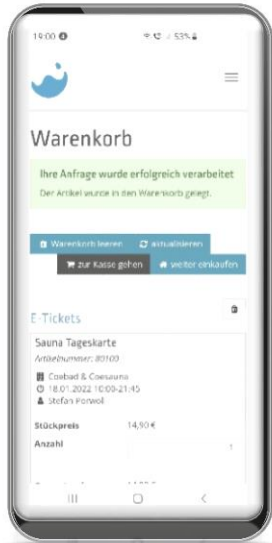 19:00
53%
Warenkorb
Ihre Anfrage wurde erfolgreich verarbeitet
Der Artikel wurde in den Warenkorb gelegt.
Warenkorb leeren
aktualisieren
zur Kasse gehen
weiter einkaufen
E-Tickets
Sauna Tageskarte
Artikelnummer: 80100
Coebad & Coesauna
18.01.2022 10:00-21:45
Stefan Porwoll
Stückpreis 14,90 €
Anzahl 1